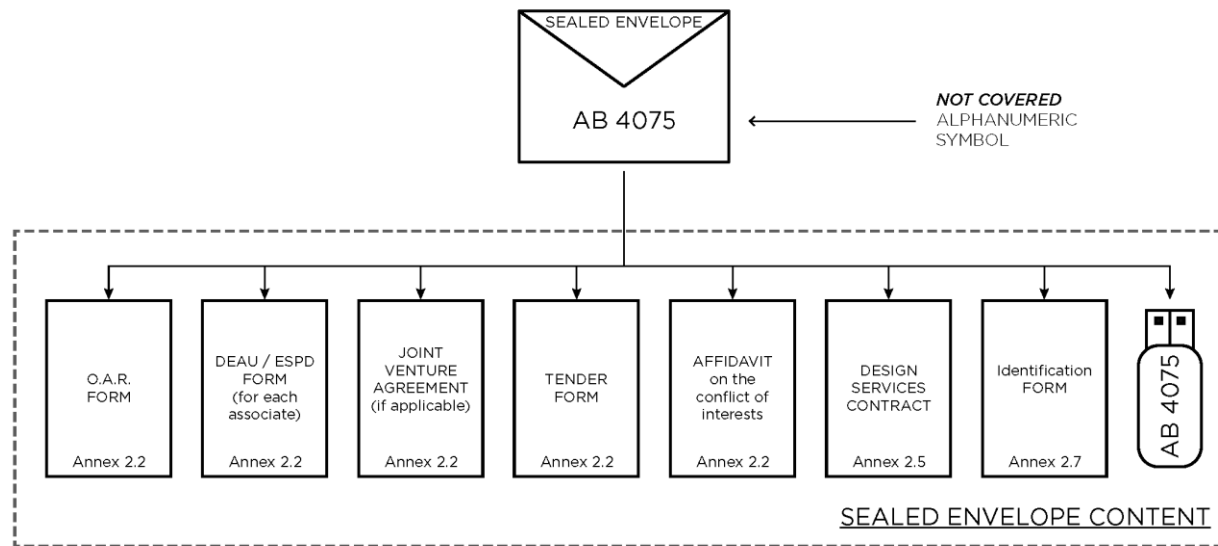 SEALED ENVELOPE
AB 4075
NOT COVERED
ALPHANUMERIC
SYMBOL
O.A.R.
FORM
Annex 2.2
DEAU / ESPD
FORM
(for each
associate)
Annex 2.2
JOINT
VENTURE
AGREEMENT
(if applicable)
Annex 2.2
TENDER
FORM
Annex 2.2
AFFIDAVIT
on the
conflict of
interests
Annex 2.2
DESIGN
SERVICES
CONTRACT
Annex 2.5
Identification
FORM
Annex 2.7
AB 4075
SEALED ENVELOPE CONTENT